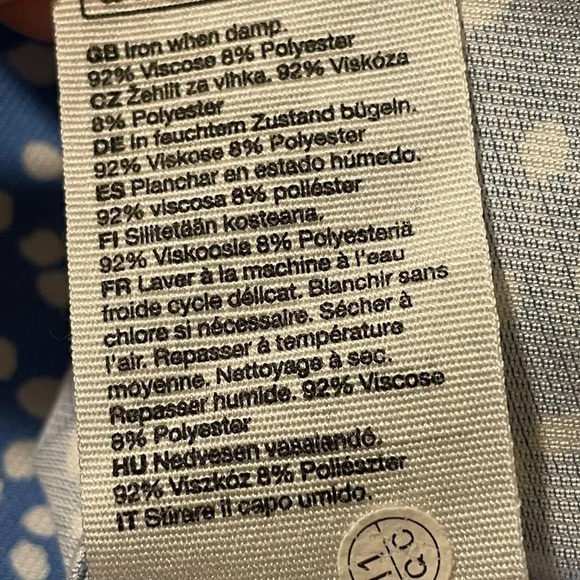 GB Iron when damp.
92% Viscose 8% Polyester
CZ Žehlit za vlhka. 92% Viskóza
8% Polyester
DE In feuchtem Zustand bügeln.
92% Viskose 8% Polyester
ES Planchar en estado húmedo.
92% viscosa 8% poliéster
FI Silitetään kosteana.
92% Viskoosia 8% Polyesteriä
FR Laver à la machine à l'eau
froide cycle délicat. Blanchir sans
chlore si nécessaire. Sécher à
l'air. Repasser à température
moyenne. Nettoyage à sec.
Repasser humide. 92% Viscose
8% Polyester
HU Nedvesen vasalandó.
92% Viszkóz 8% Poliészter
IT Stirare il capo umido.